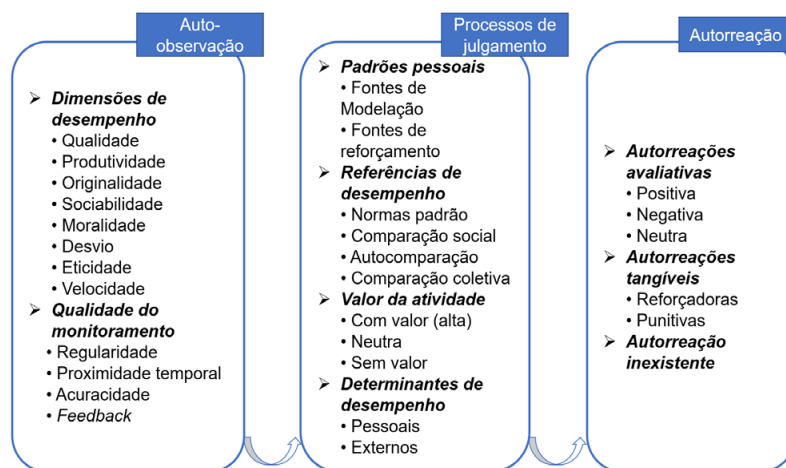 Auto-
observação
➢ Dimensões de
desempenho
• Qualidade
• Produtividade
• Originalidade
• Sociabilidade
• Moralidade
• Desvio
• Eticidade
• Velocidade
➢ Qualidade do
monitoramento
• Regularidade
• Proximidade temporal
• Acuracidade
• Feedback
Processos de
julgamento
➢ Padrões pessoais
• Fontes de
Modelação
• Fontes de
reforçamento
➢ Referências de
desempenho
• Normas padrão
• Comparação social
• Autocomparação
• Comparação coletiva
➢ Valor da atividade
• Com valor (alta)
• Neutra
• Sem valor
➢ Determinantes de
desempenho
• Pessoais
• Externos
Autorreação
➢ Autorreações
avaliativas
• Positiva
• Negativa
• Neutra
➢ Autorreações
tangíveis
• Reforçadoras
• Punitivas
➢ Autorreação
inexistente